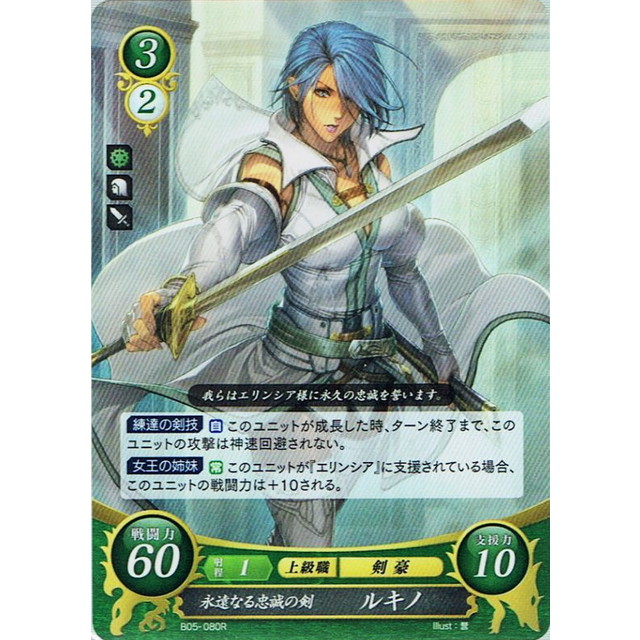 3
2
我らはエリンシア様に永久の忠誠を誓います。
練達の剣技 自 このユニットが成長した時、ターン終了まで、この
ユニットの攻撃は神速回避されない。
女王の姉妹 常 このユニットが『エリンシア』に支援されている場合、
このユニットの戦闘力は+10される。
戦闘力
60
射程 1 上級職 剣豪
支援力
10
永遠なる忠誠の剣 ルキノ
B05-080R
Illust：誉